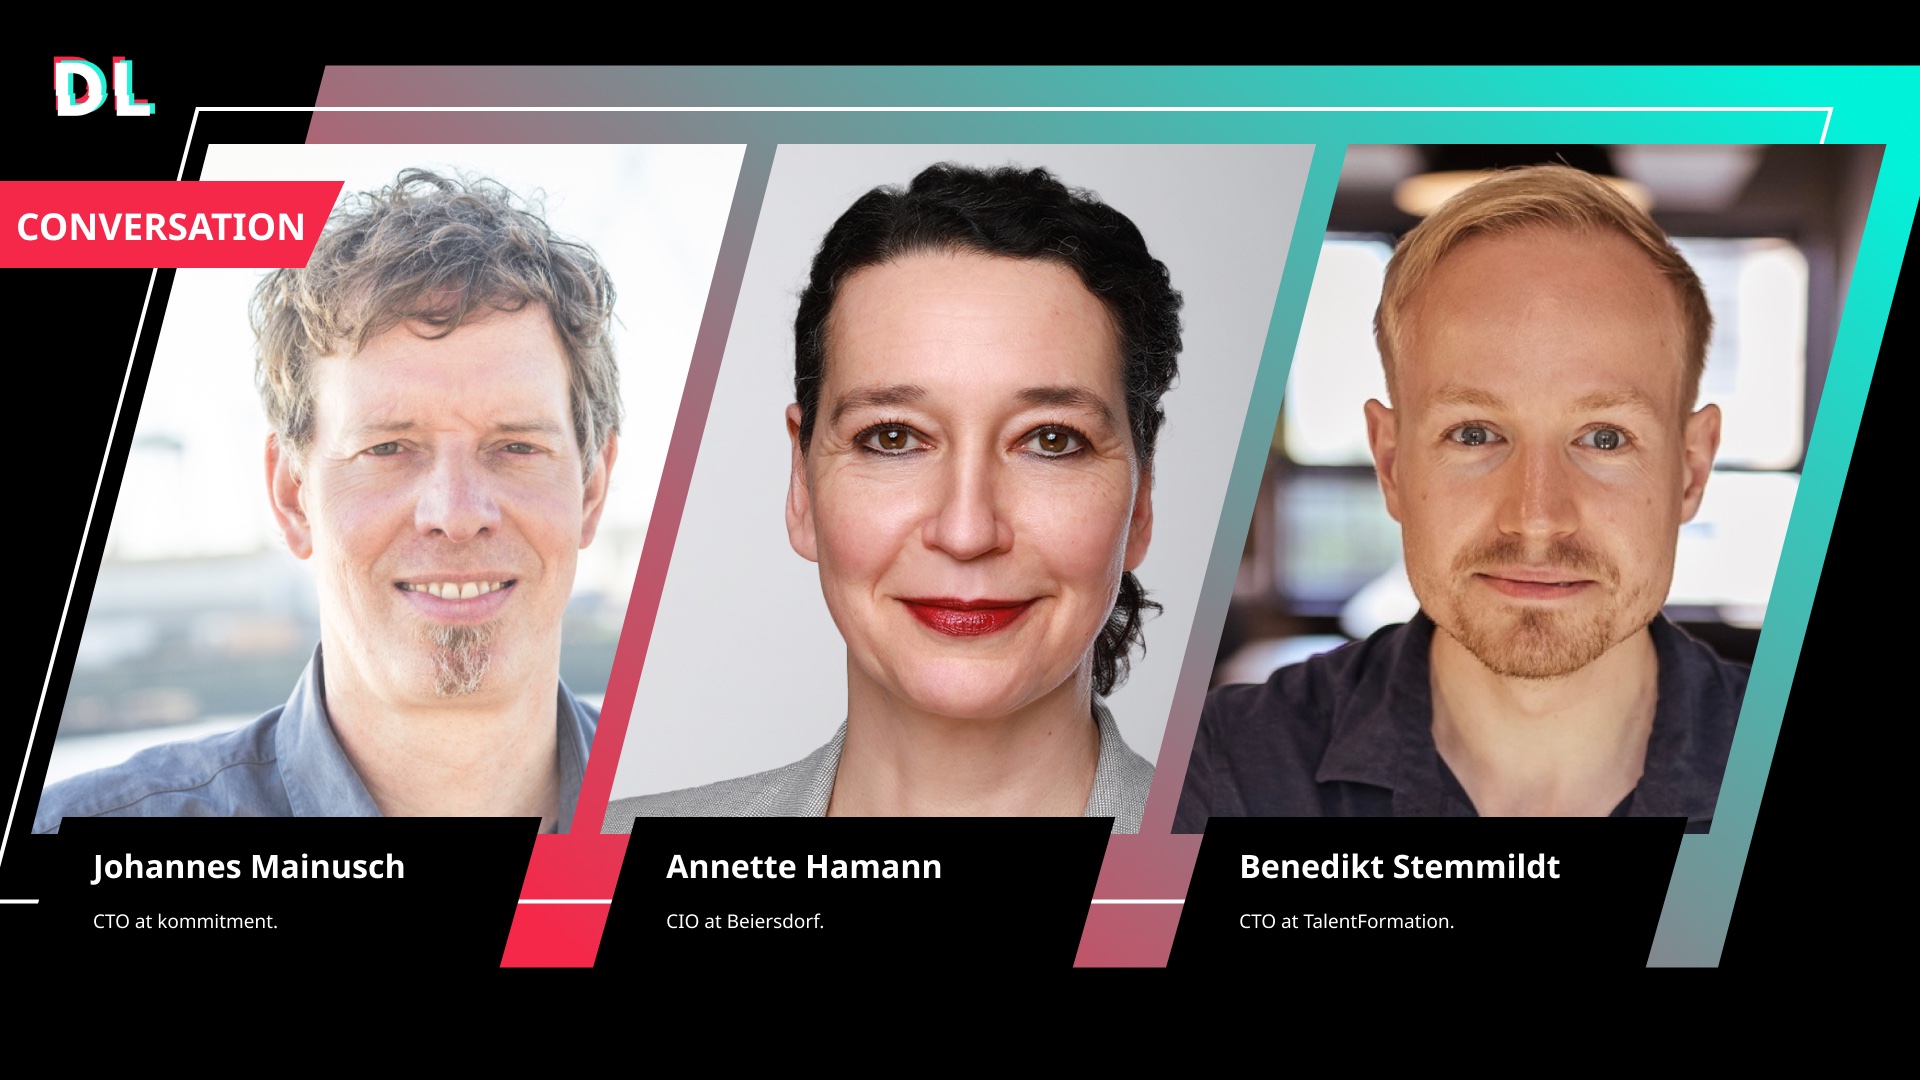 DL
CONVERSATION
Johannes Mainusch
CTO at kommitment.
Annette Hamann
CIO at Beiersdorf.
Benedikt Stemmildt
CTO at TalentFormation.